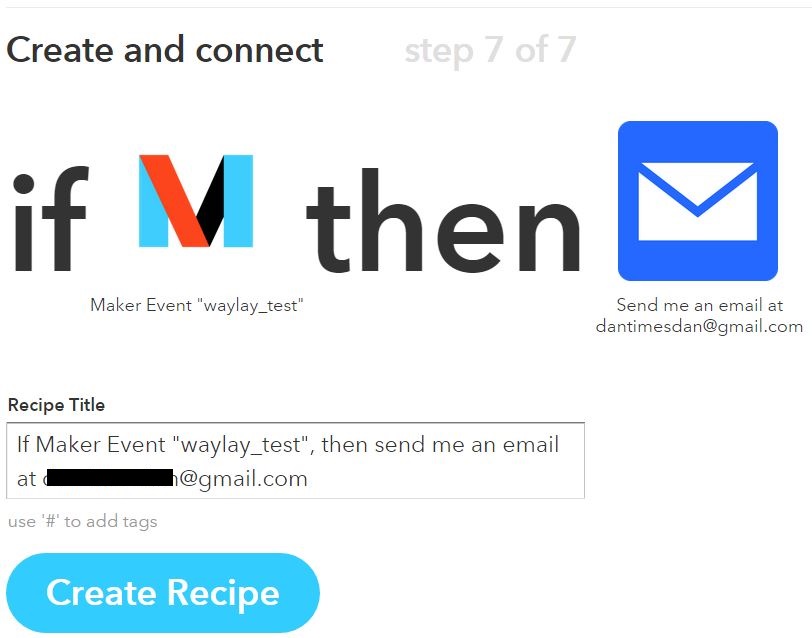 Create and connect step 7 of 7
if M then
Maker Event "waylay_test"
Send me an email at
dantimesdan@gmail.com
Recipe Title
If Maker Event "waylay_test", then send me an email
at @gmail.com
use '#' to add tags
Create Recipe